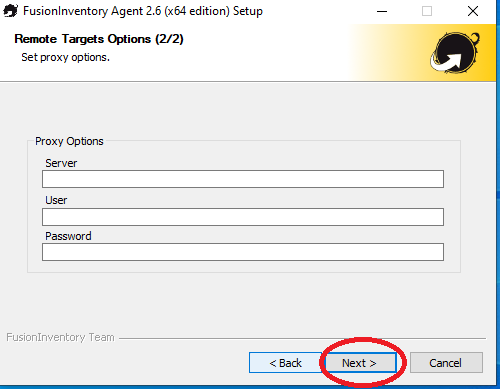 FusionInventory Agent 2.6 (x64 edition) Setup
Remote Targets Options (2/2)
Set proxy options.
Proxy Options
Server
User
Password
FusionInventory Team
< Back
Next >
Cancel